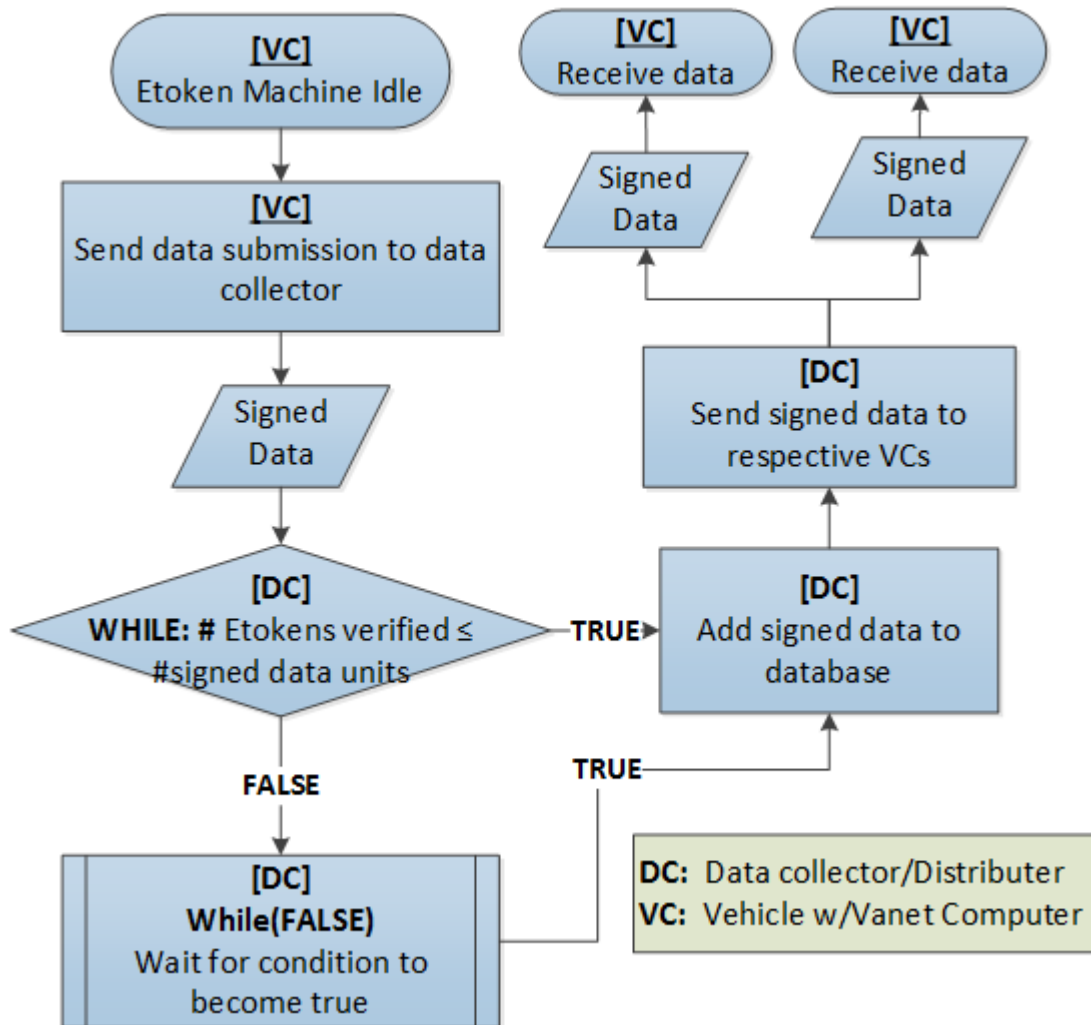 [VC]
Etoken Machine Idle
[VC]
Send data submission to data
collector
Signed
Data
[DC]
WHILE: # Etokens verified ≤
#signed data units
TRUE
FALSE
[DC]
While(FALSE)
Wait for condition to
become true
TRUE
[DC]
Add signed data to
database
[DC]
Send signed data to
respective VCs
Signed
Data
Signed
Data
[VC]
Receive data
[VC]
Receive data
DC: Data collector/Distributer
VC: Vehicle w/Vanet Computer